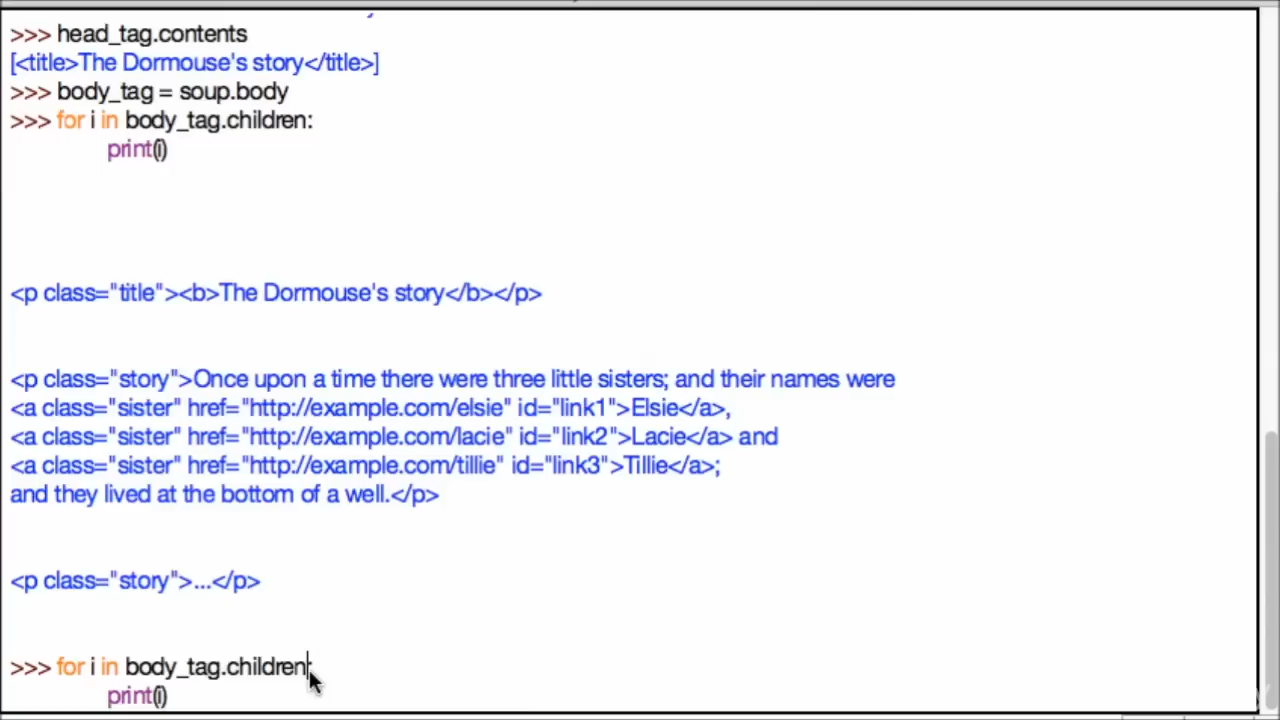 >>> head_tag.contents
[<title>The Dormouse's story</title>]
>>> body_tag = soup.body
>>> for i in body_tag.children:
print(i)
<p class="title"><b>The Dormouse's story</b></p>
<p class="story">Once upon a time there were three little sisters; and their names were
<a class="sister" href="http://example.com/elsie" id="link1">Elsie</a>,
<a class="sister" href="http://example.com/lacie" id="link2">Lacie</a> and
<a class="sister" href="http://example.com/tillie" id="link3">Tillie</a>;
and they lived at the bottom of a well.</p>
<p class="story">...</p>
>>> for i in body_tag.children:
print(i)